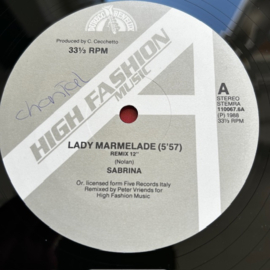 Produced by C. Cecchetto
33⅓ RPM
chantal
HIGH FASHION
MUSIC
A
STEREO
STEMRA
110967.6A
(P) 1988
33⅓ RPM
LADY MARMELADE (5'57)
REMIX 12"
(Nolan)
SABRINA
Or. licensed form Five Records Italy
Remixed by Peter Vriends for
High Fashion Music